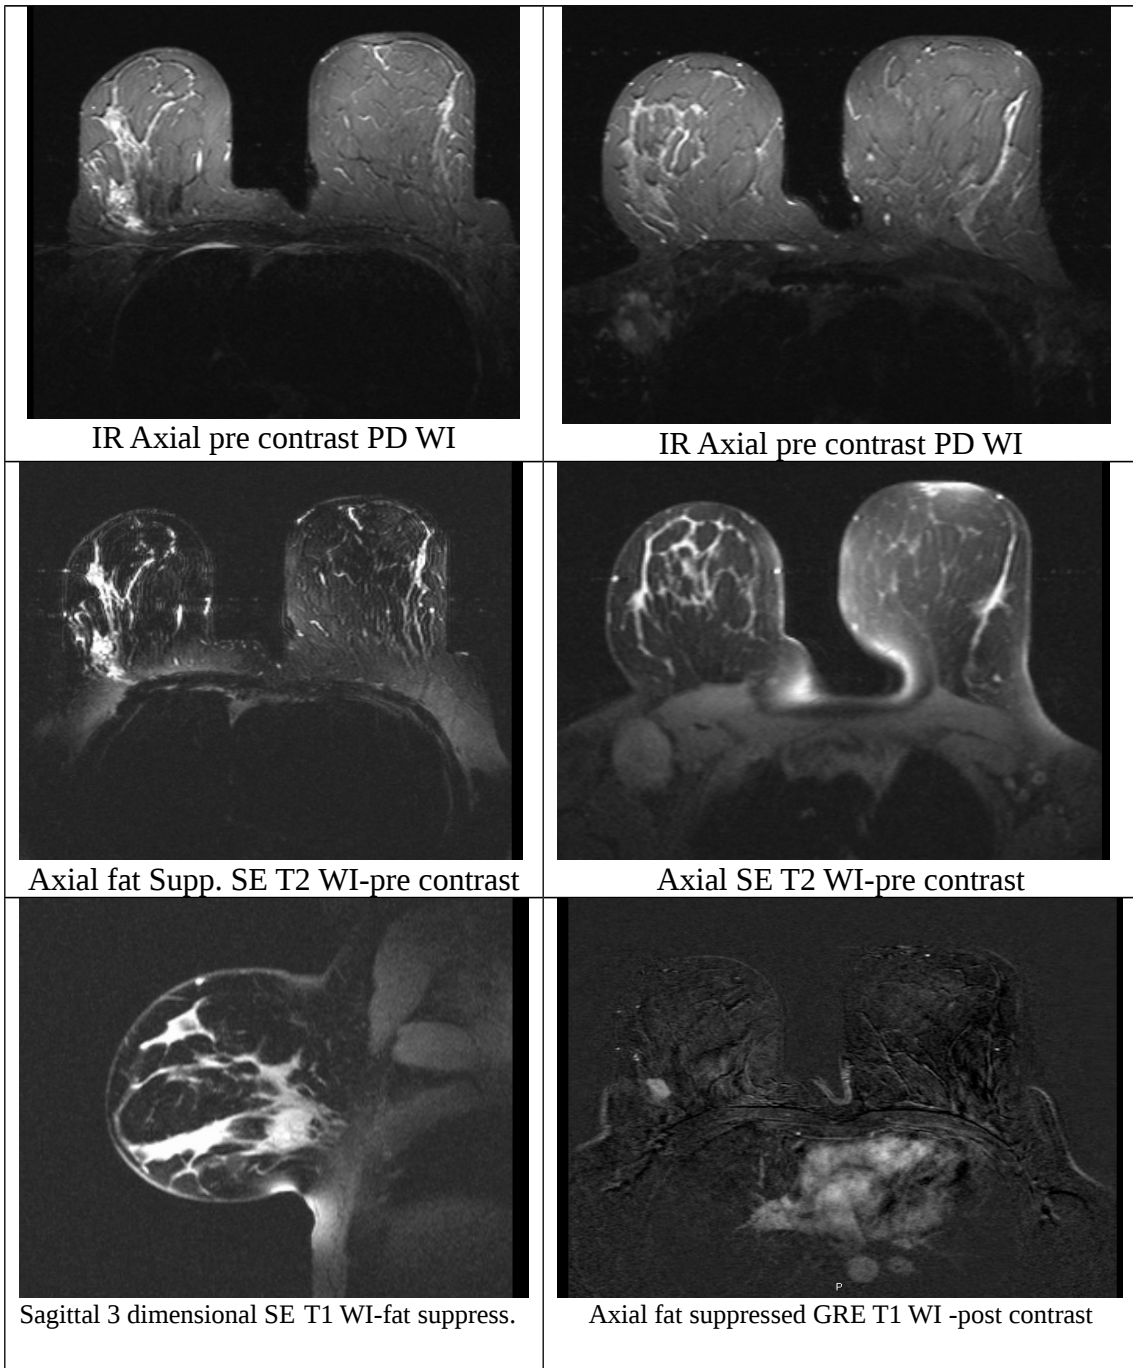 IR Axial pre contrast PD WI
IR Axial pre contrast PD WI
Axial fat Supp. SE T2 WI-pre contrast
Axial SE T2 WI-pre contrast
P
Sagittal 3 dimensional SE T1 WI-fat suppress.
Axial fat suppressed GRE T1 WI -post contrast